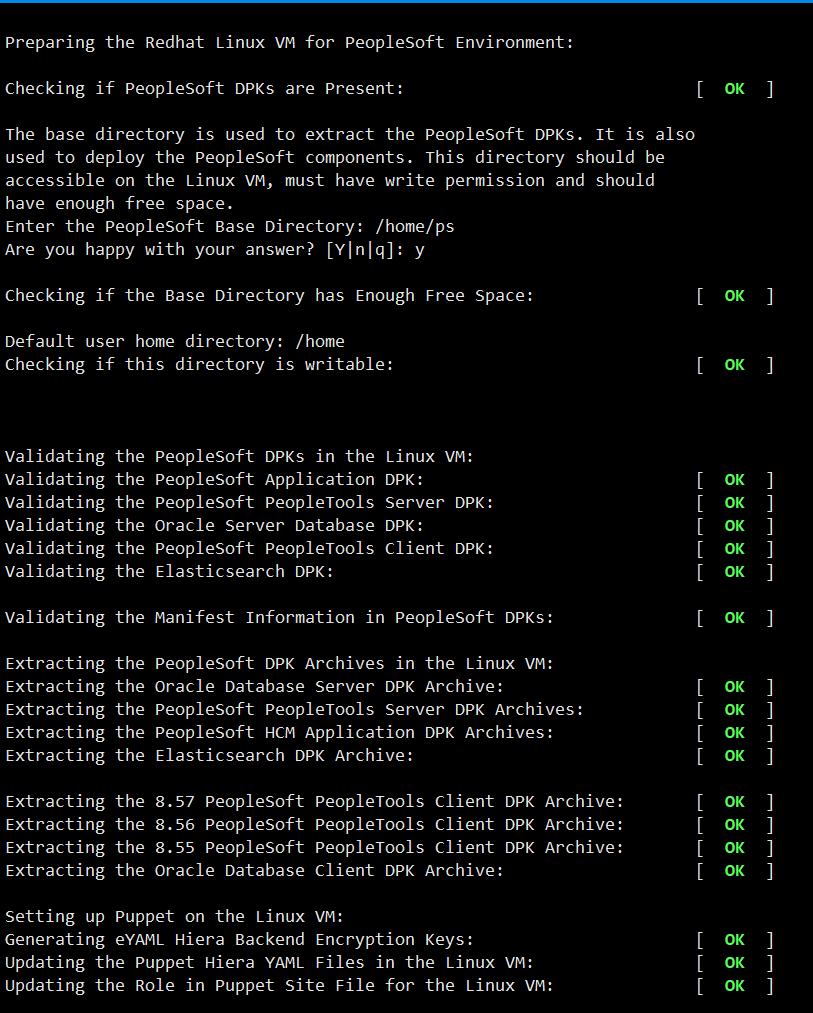 Preparing the Redhat Linux VM for PeopleSoft Environment:
Checking if PeopleSoft DPKs are Present: [ OK ]
The base directory is used to extract the PeopleSoft DPKs. It is also
used to deploy the PeopleSoft components. This directory should be
accessible on the Linux VM, must have write permission and should
have enough free space.
Enter the PeopleSoft Base Directory: /home/ps
Are you happy with your answer? [Y|n|q]: y
Checking if the Base Directory has Enough Free Space: [ OK ]
Default user home directory: /home
Checking if this directory is writable: [ OK ]
Validating the PeopleSoft DPKs in the Linux VM:
Validating the PeopleSoft Application DPK: [ OK ]
Validating the PeopleSoft PeopleTools Server DPK: [ OK ]
Validating the Oracle Server Database DPK: [ OK ]
Validating the PeopleSoft PeopleTools Client DPK: [ OK ]
Validating the Elasticsearch DPK: [ OK ]
Validating the Manifest Information in PeopleSoft DPKs: [ OK ]
Extracting the PeopleSoft DPK Archives in the Linux VM:
Extracting the Oracle Database Server DPK Archive: [ OK ]
Extracting the PeopleSoft PeopleTools Server DPK Archives: [ OK ]
Extracting the PeopleSoft HCM Application DPK Archives: [ OK ]
Extracting the Elasticsearch DPK Archive: [ OK ]
Extracting the 8.57 PeopleSoft PeopleTools Client DPK Archive: [ OK ]
Extracting the 8.56 PeopleSoft PeopleTools Client DPK Archive: [ OK ]
Extracting the 8.55 PeopleSoft PeopleTools Client DPK Archive: [ OK ]
Extracting the Oracle Database Client DPK Archive: [ OK ]
Setting up Puppet on the Linux VM:
Generating eYAML Hiera Backend Encryption Keys: [ OK ]
Updating the Puppet Hiera YAML Files in the Linux VM: [ OK ]
Updating the Role in Puppet Site File for the Linux VM: [ OK ]